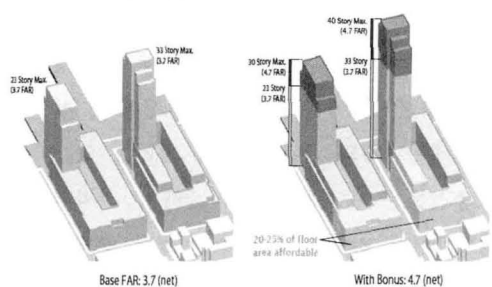 33 Story Max.
(3.7 FAR)
23 Story Max.
(3.7 FAR)
Base FAR: 3.7 (net)
40 Story Max.
(4.7 FAR)
30 Story Max.
(4.7 FAR)
33 Story
(3.7 FAR)
23 Story
(3.7 FAR)
20-25% of floor
area affordable
With Bonus: 4.7 (net)